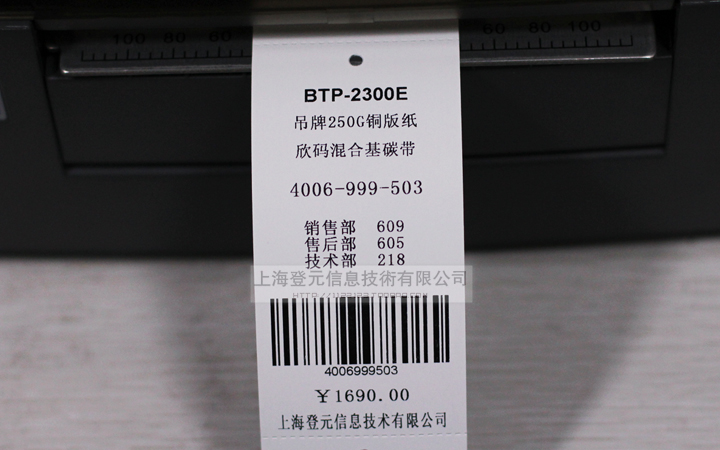 100 80 60
60 80 100
BTP-2300E
吊牌250G铜版纸
欣码混合基碳带
4006-999-503
销售部 609
售后部 605
技术部 218
上海登元信息技術有限公司
4006999503
￥1690.00
上海登元信息技术有限公司